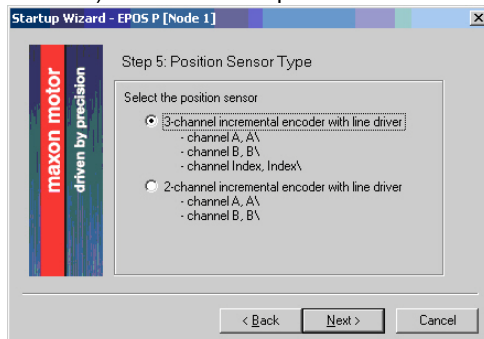 Startup Wizard - EPOS P [Node 1]
maxon motor
driven by precision
Step 5: Position Sensor Type
Select the position sensor
3-channel incremental encoder with line driver
- channel A, A\
- channel B, B\
- channel Index, Index\
2-channel incremental encoder with line driver
- channel A, A\
- channel B, B\
< Back
Next >
Cancel